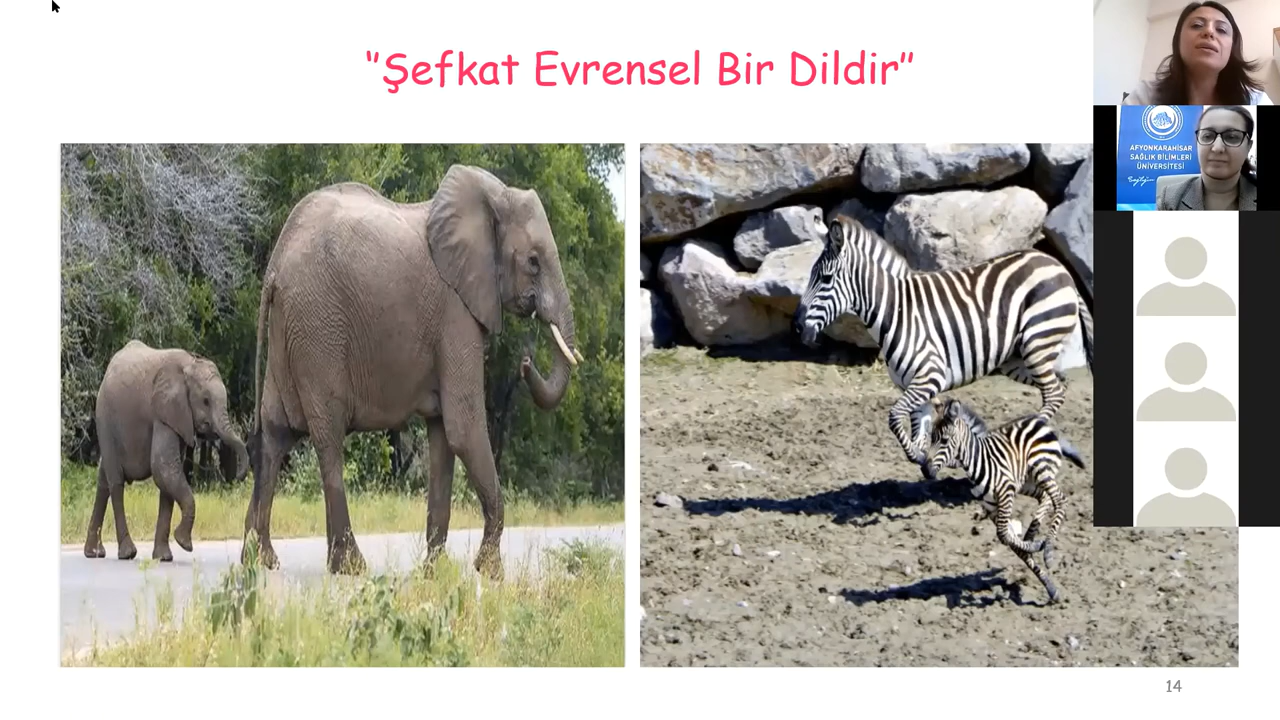 ‘’Şefkat Evrensel Bir Dildir’’
AFYONKARAHİSAR
SAĞLIK BİLİMLERİ
ÜNİVERSİTESİ
14